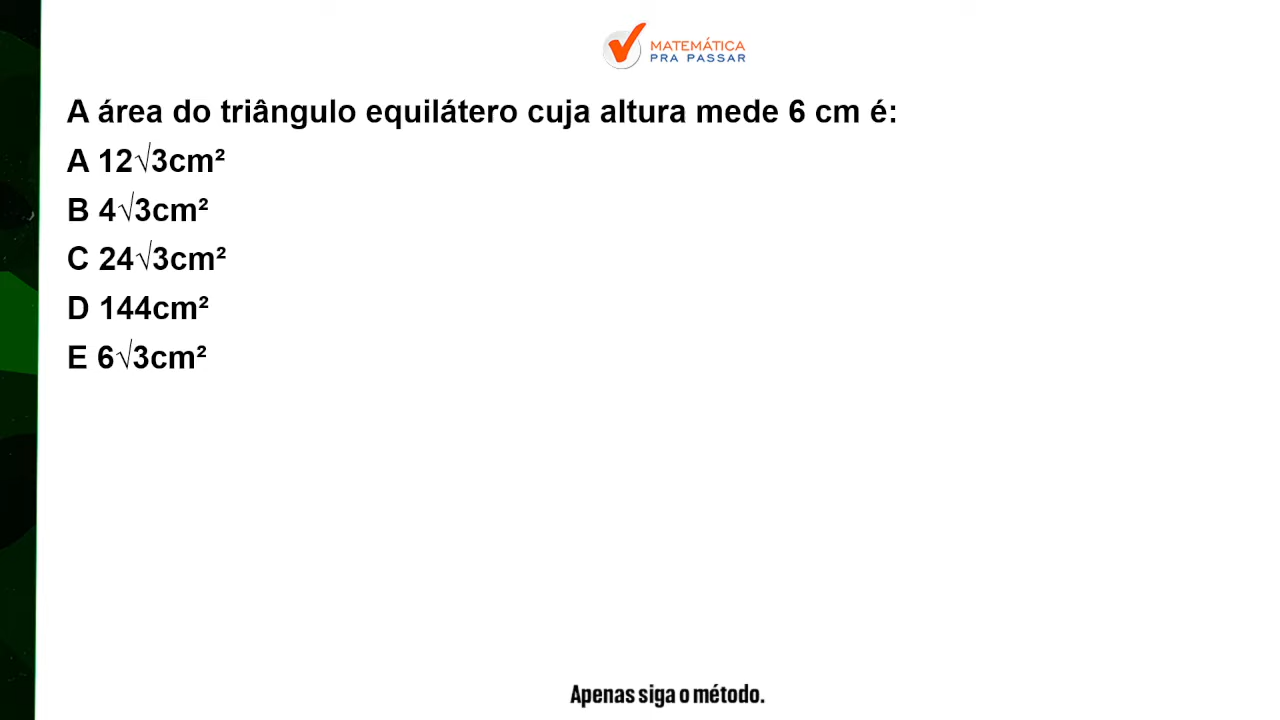 MATEMÁTICA
PRA PASSAR
A área do triângulo equilátero cuja altura mede 6 cm é:
A 12√3cm²
B 4√3cm²
C 24√3cm²
D 144cm²
E 6√3cm²
Apenas siga o método.